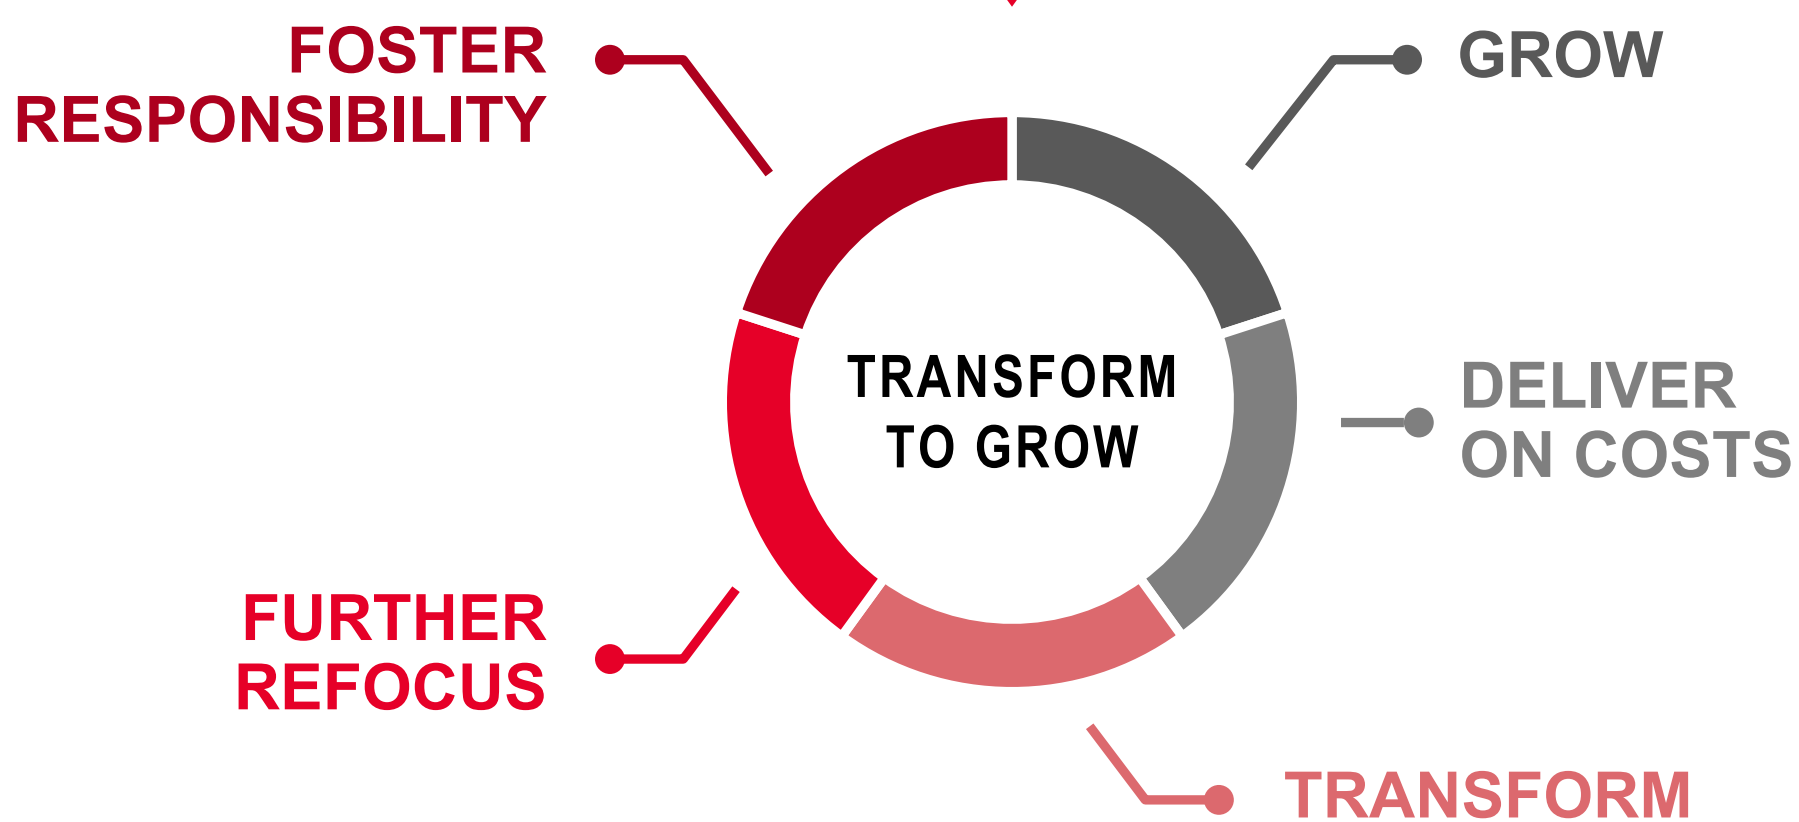 FOSTER
RESPONSIBILITY
GROW
TRANSFORM
TO GROW
DELIVER
ON COSTS
FURTHER
REFOCUS
TRANSFORM